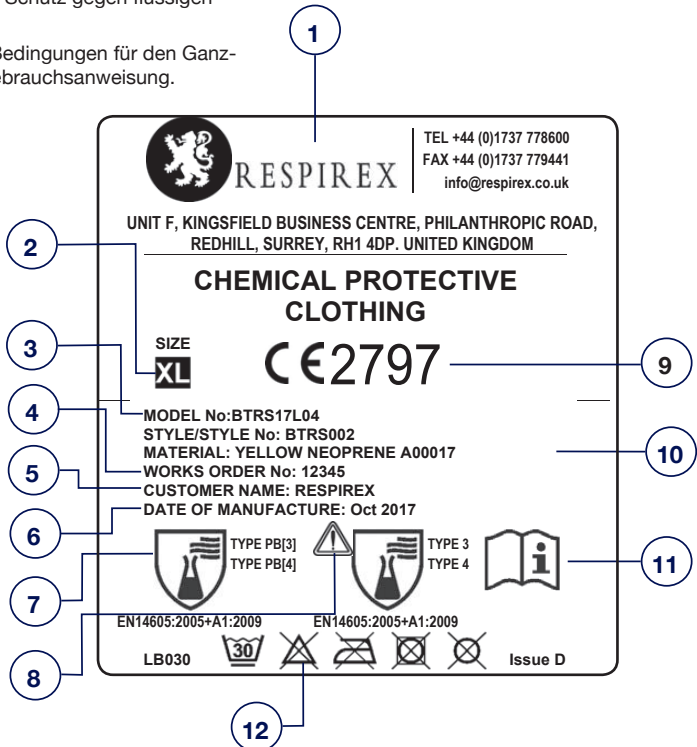 Schutz gegen flüssigen
Bedingungen für den Ganz-
ebrauchsanweisung.
1
RESPIREX
TEL +44 (0)1737 778600
FAX +44 (0)1737 779441
info@respirex.co.uk
UNIT F, KINGSFIELD BUSINESS CENTRE, PHILANTHROPIC ROAD,
REDHILL, SURREY, RH1 4DP. UNITED KINGDOM
2
CHEMICAL PROTECTIVE
CLOTHING
3
SIZE
XL
CE2797
9
4
MODEL No:BTRS17L04
STYLE/STYLE No: BTRS002
MATERIAL: YELLOW NEOPRENE A00017
10
WORKS ORDER No: 12345
5
CUSTOMER NAME: RESPIREX
6
DATE OF MANUFACTURE: Oct 2017
TYPE PB[3]
TYPE PB[4]
TYPE 3
TYPE 4
i
11
7
EN14605:2005+A1:2009
EN14605:2005+A1:2009
8
LB030
30
Issue D
12